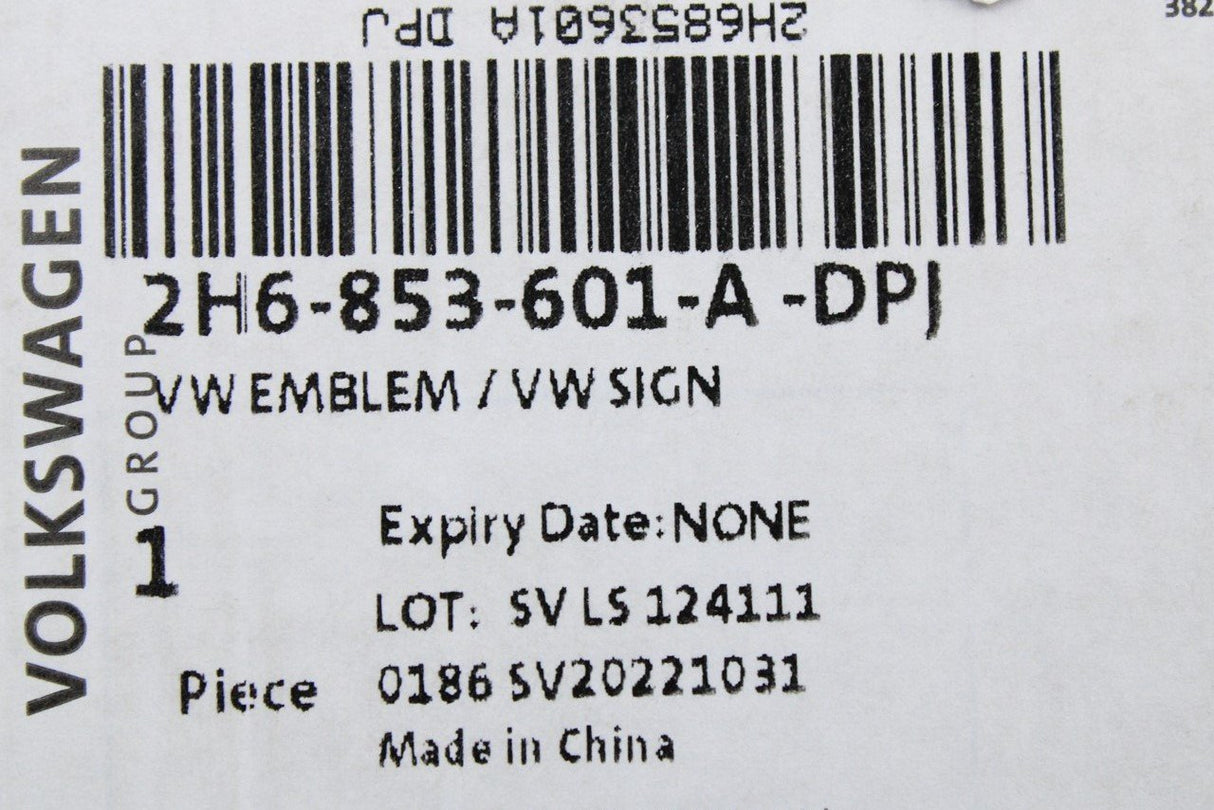 382
2H6853601A DPJ
2H6-853-601-A -DPJ
VW EMBLEM / VW SIGN
VOLKSWAGEN
GROUP
1
Piece
Expiry Date:NONE
LOT: SV LS 124111
0186 SV20221031
Made in China